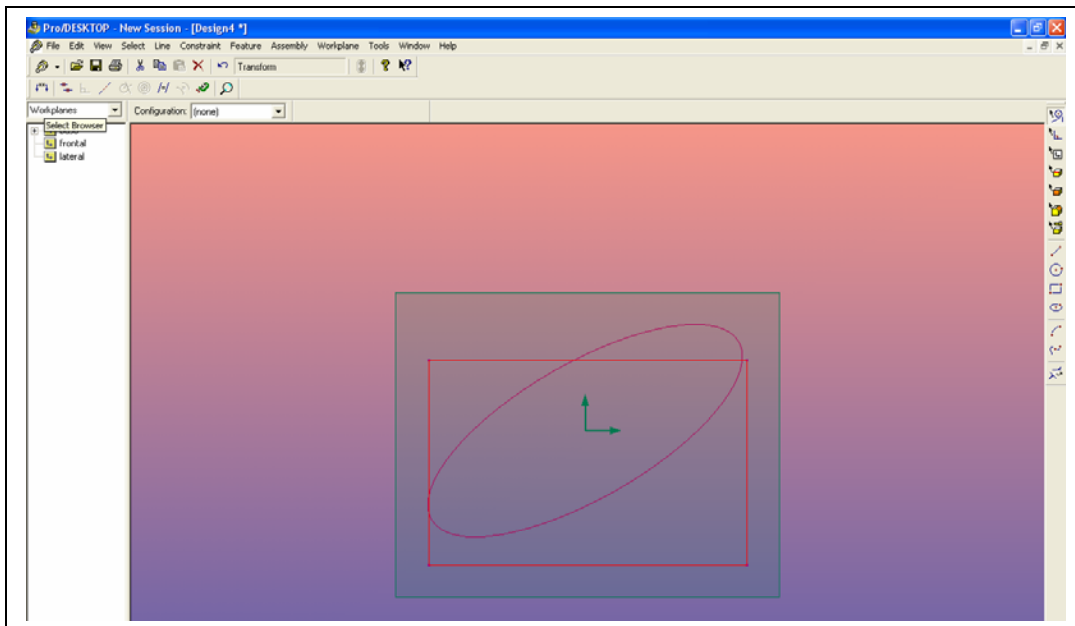 Pro/DESKTOP - New Session - [Design4 *]
File Edit View Select Line Constraint Feature Assembly Workplane Tools Window Help
Transform
Workplanes Configuration: (none)
Select Browser
frontal
lateral